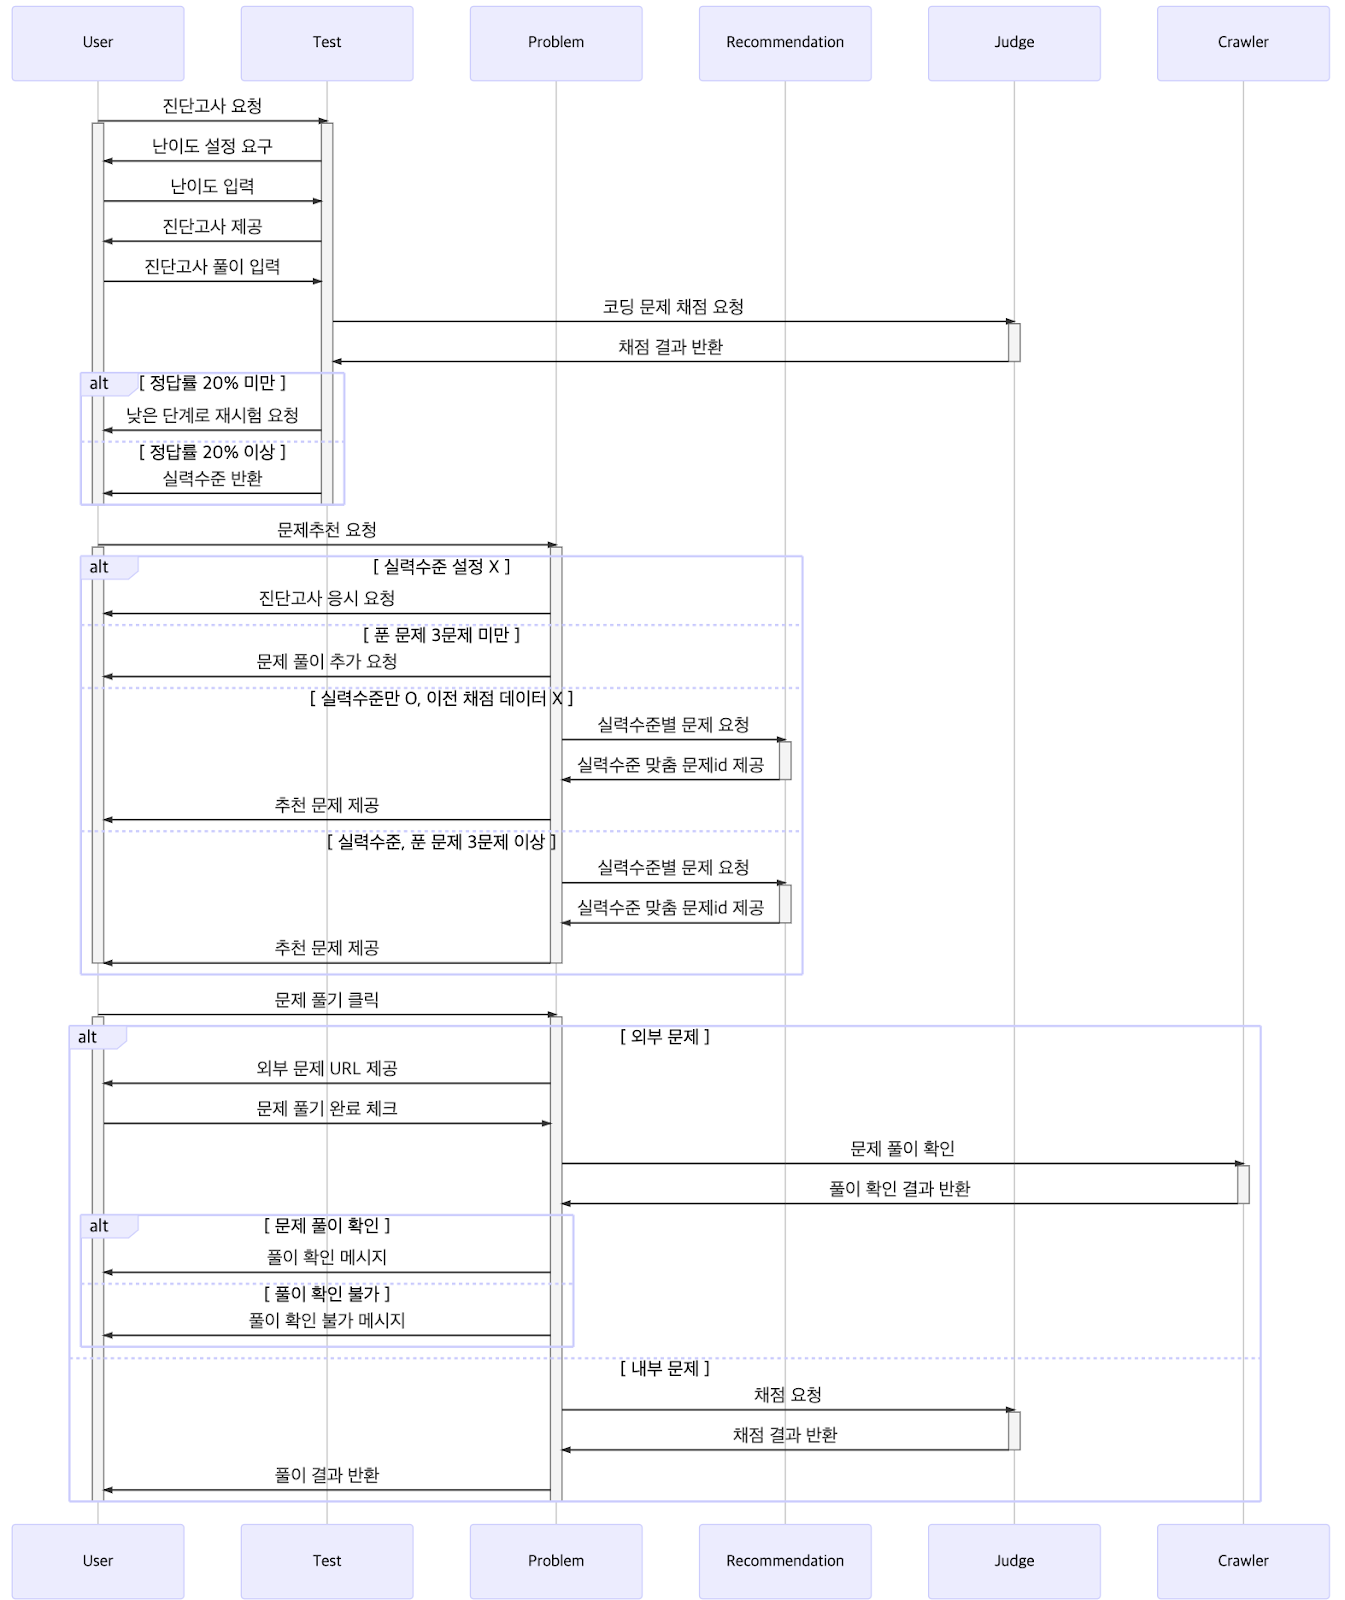 User
Test
Problem
Recommendation
Judge
Crawler
진단고사 요청
난이도 설정 요구
난이도 입력
진단고사 제공
진단고사 풀이 입력
코딩 문제 채점 요청
채점 결과 반환
alt [ 정답률 20% 미만 ]
낮은 단계로 재시험 요청
[ 정답률 20% 이상 ]
실력수준 반환
문제추천 요청
alt [ 실력수준 설정 X ]
진단고사 응시 요청
[ 푼 문제 3문제 미만 ]
문제 풀이 추가 요청
[ 실력수준만 O, 이전 채점 데이터 X ]
실력수준별 문제 요청
실력수준 맞춤 문제id 제공
추천 문제 제공
[ 실력수준, 푼 문제 3문제 이상 ]
실력수준별 문제 요청
실력수준 맞춤 문제id 제공
추천 문제 제공
문제 풀기 클릭
alt [ 외부 문제 ]
외부 문제 URL 제공
문제 풀기 완료 체크
문제 풀이 확인
풀이 확인 결과 반환
alt [ 문제 풀이 확인 ]
풀이 확인 메시지
[ 풀이 확인 불가 ]
풀이 확인 불가 메시지
[ 내부 문제 ]
채점 요청
채점 결과 반환
풀이 결과 반환
User
Test
Problem
Recommendation
Judge
Crawler